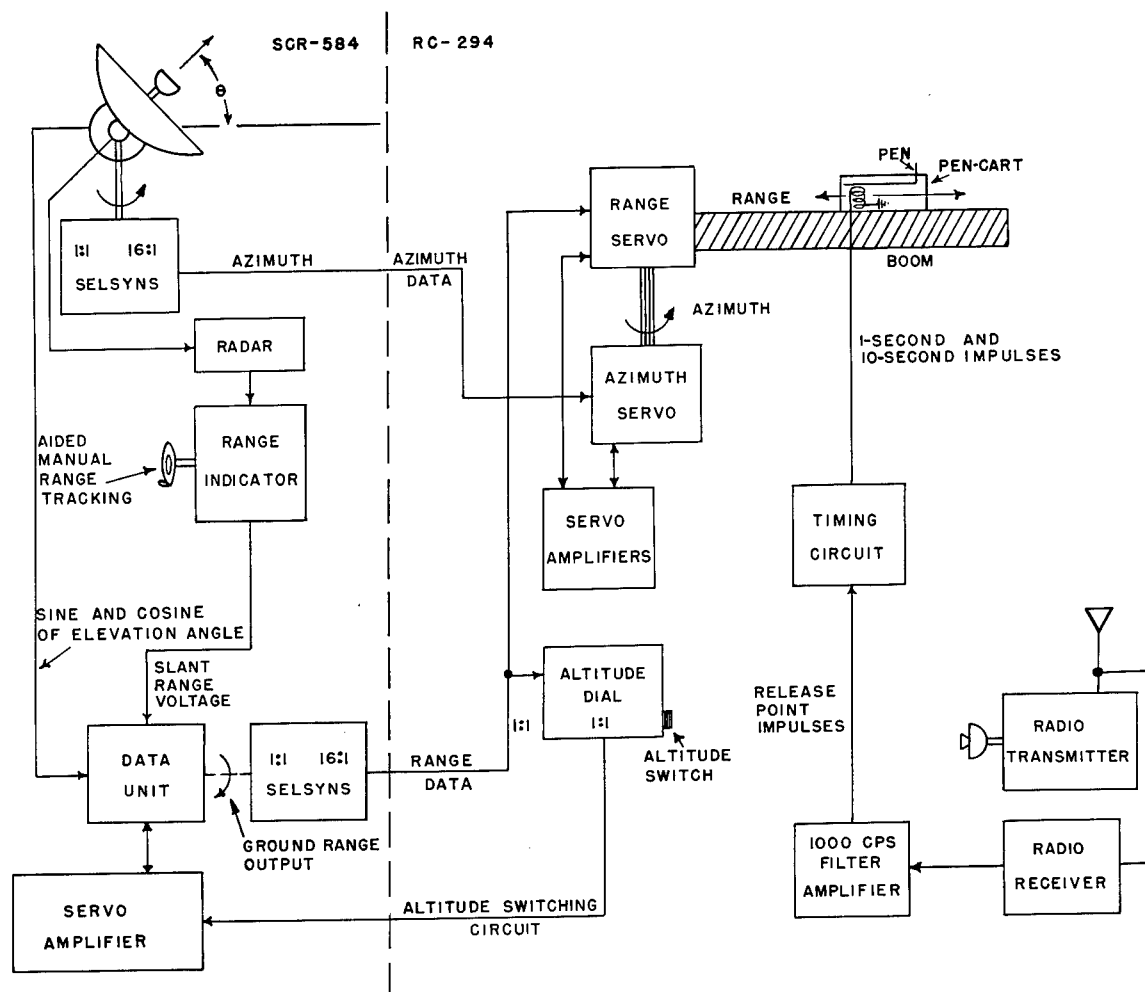 SCR-584
RC-294
θ
PEN
PEN-CART
RANGE
RANGE
SERVO
BOOM
1:1 16:1
SELSYNS
AZIMUTH
AZIMUTH
DATA
AZIMUTH
RADAR
1-SECOND AND
10-SECOND IMPULSES
AZIMUTH
SERVO
AIDED
MANUAL
RANGE
TRACKING
RANGE
INDICATOR
SERVO
AMPLIFIERS
TIMING
CIRCUIT
SINE AND COSINE
OF ELEVATION ANGLE
SLANT
RANGE
VOLTAGE
ALTITUDE
DIAL
1:1
1:1
ALTITUDE
SWITCH
RELEASE
POINT
IMPULSES
RADIO
TRANSMITTER
DATA
UNIT
1:1 16:1
SELSYNS
RANGE
DATA
GROUND RANGE
OUTPUT
1000 CPS
FILTER
AMPLIFIER
RADIO
RECEIVER
SERVO
AMPLIFIER
ALTITUDE SWITCHING
CIRCUIT